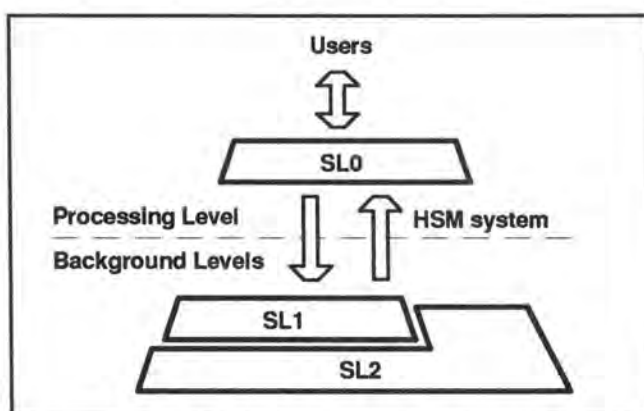 Users
SL0
Processing Level
HSM system
Background Levels
SL1
SL2